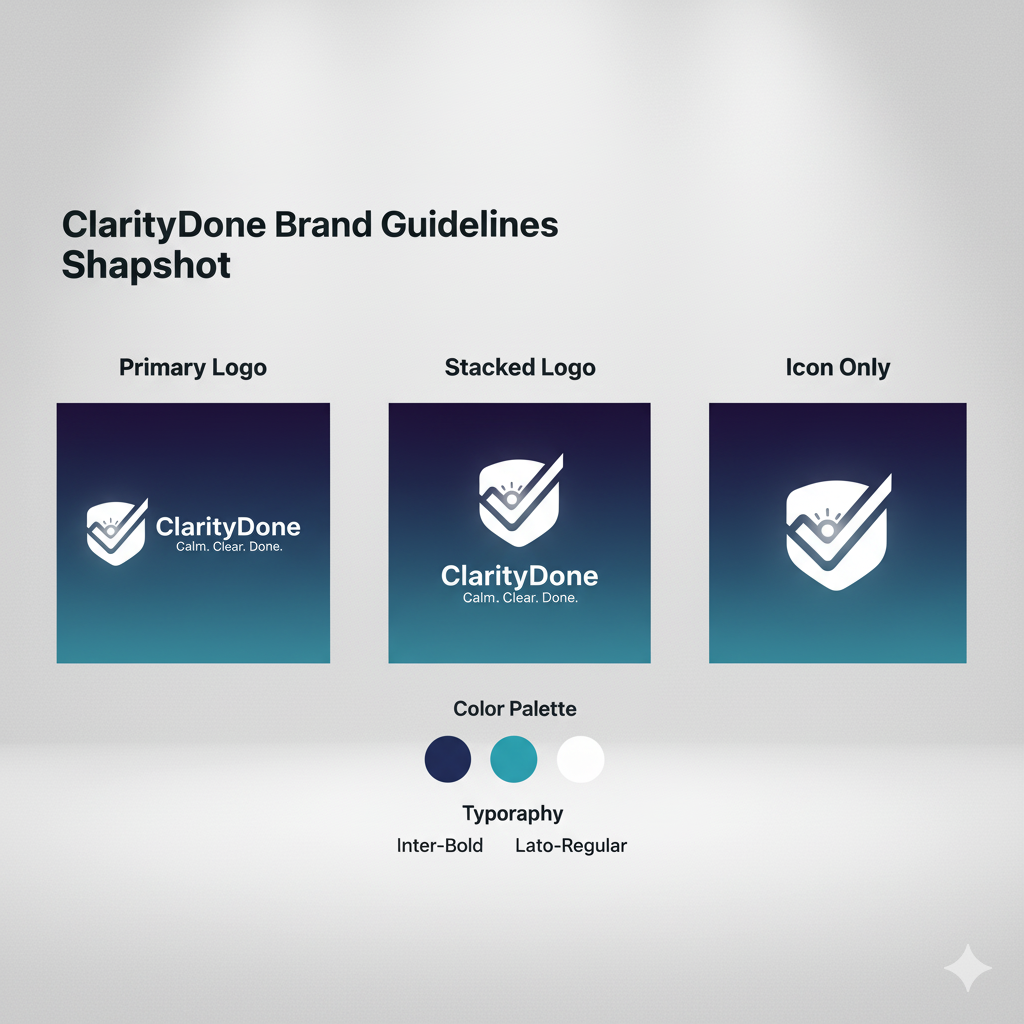 ClarityDone Brand Guidelines
Shapshot
Primary Logo
Stacked Logo
Icon Only
ClarityDone
Calm. Clear. Done.
ClarityDone
Calm. Clear. Done.
Color Palette
Typoraphy
Inter-Bold
Lato-Regular